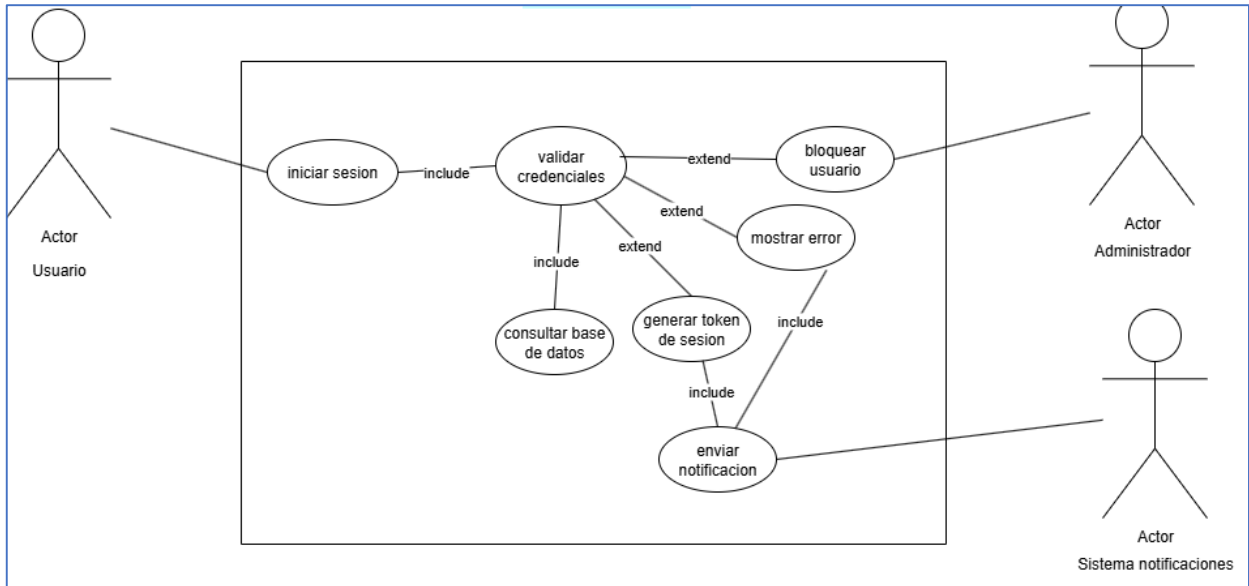 iniciar sesion
include
validar
credenciales
extend
bloquear
usuario
extend
mostrar error
extend
include
consultar base
de datos
generar token
de sesion
include
include
enviar
notificacion
Actor
Usuario
Actor
Administrador
Actor
Sistema notificaciones